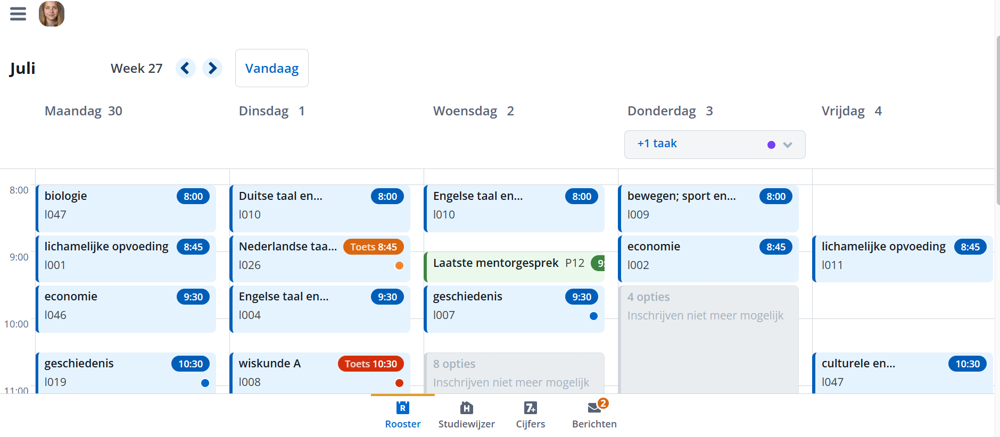 Juli
Week 27
Vandaag
Maandag 30
Dinsdag 1
Woensdag 2
Donderdag 3
Vrijdag 4
+1 taak
8:00
biologie 8:00
l047
Duitse taal en... 8:00
l010
Engelse taal en... 8:00
l010
bewegen; sport en... 8:00
l009
lichamelijke opvoeding 8:45
l001
Nederlandse taa... Toets 8:45
l026
economie 8:45
l002
lichamelijke opvoeding 8:45
l011
9:00
Laatste mentorgesprek P12 9:
economie 9:30
l046
Engelse taal en... 9:30
l004
geschiedenis 9:30
l007
4 opties
Inschrijven niet meer mogelijk
10:00
geschiedenis 10:30
l019
wiskunde A Toets 10:30
l008
8 opties
Inschrijven niet meer mogelijk
culturele en... 10:30
l047
11:00
R
Rooster
H
Studiewijzer
7+
Cijfers
2
Berichten